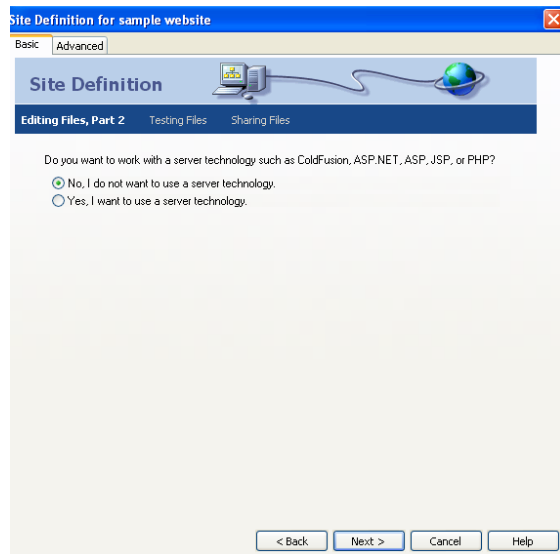 Site Definition for sample website
Basic Advanced
Site Definition
Editing Files, Part 2 Testing Files Sharing Files
Do you want to work with a server technology such as ColdFusion, ASP.NET, ASP, JSP, or PHP?
No, I do not want to use a server technology.
Yes, I want to use a server technology.
< Back Next > Cancel Help